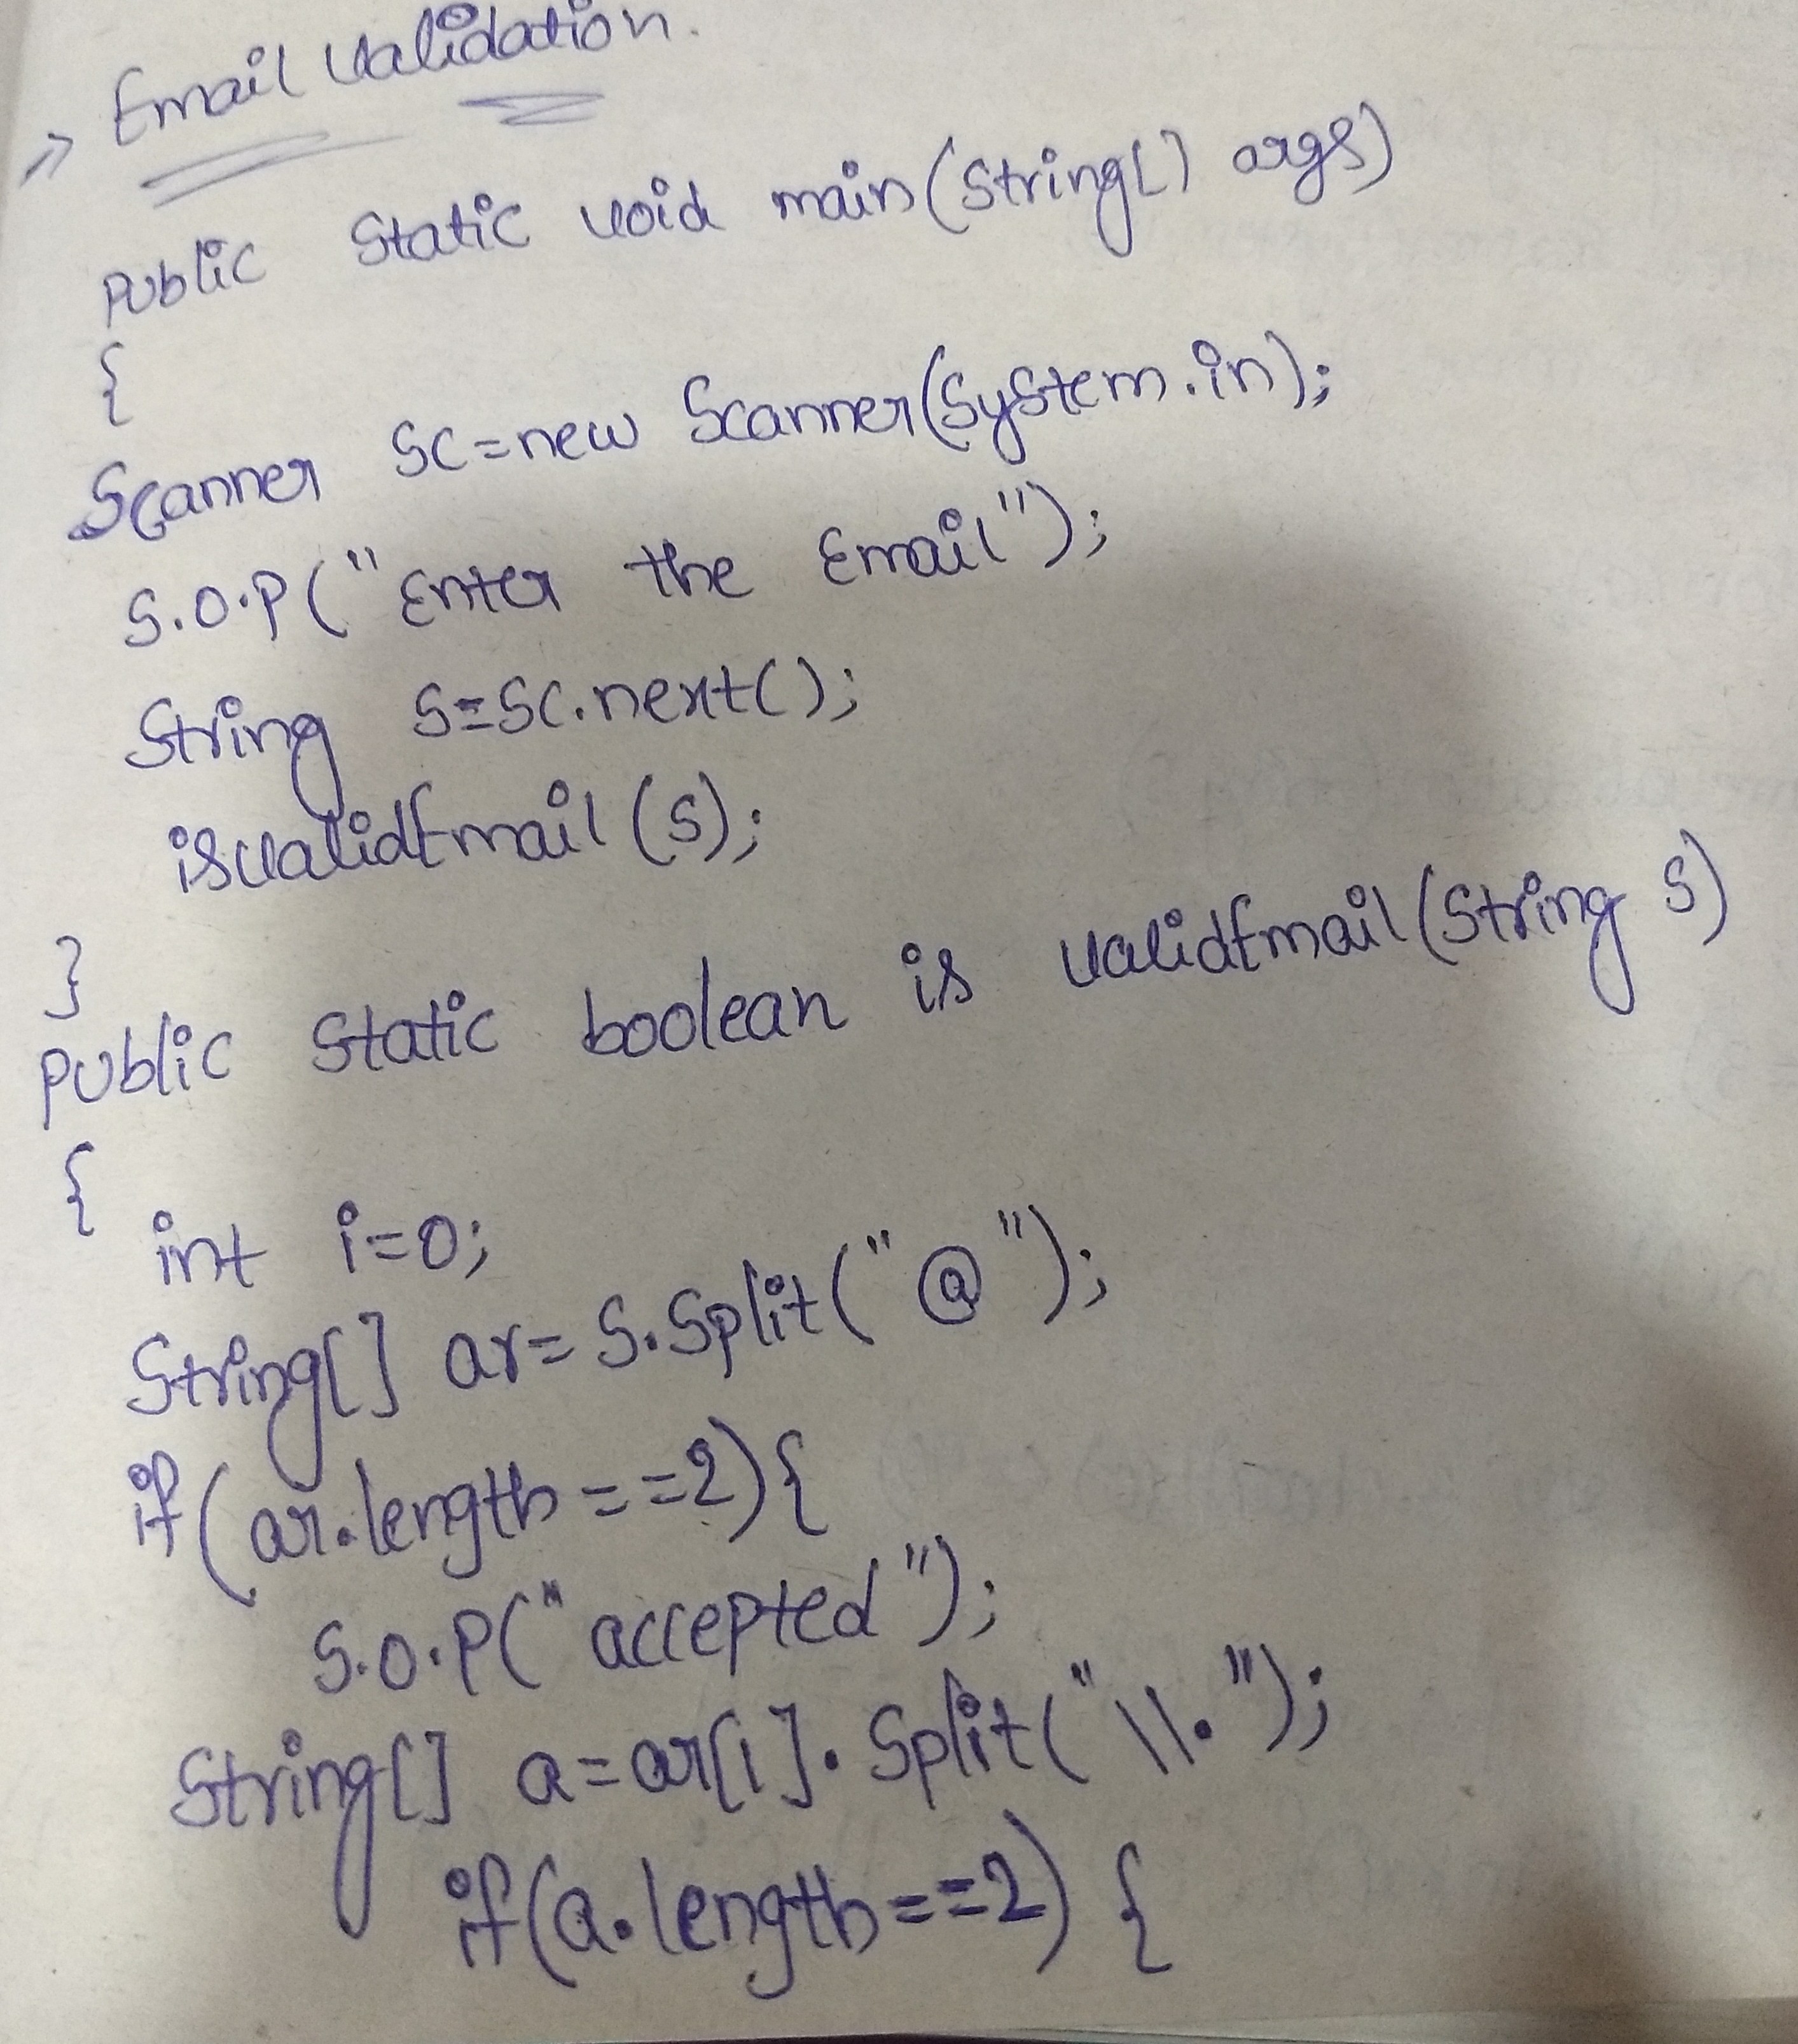 => Email validation.
public static void main(String[] args)
{
Scanner sc=new Scanner(System.in);
S.O.P("Enter the Email");
String s=sc.next();
isvalidEmail(s);
}
public static boolean is validEmail(String s)
{
int i=0;
String[] ar= s.split("@");
if(ar.length==2){
S.O.P("accepted");
String[] a=ar[1].split("\\.");
if(a.length==2) {